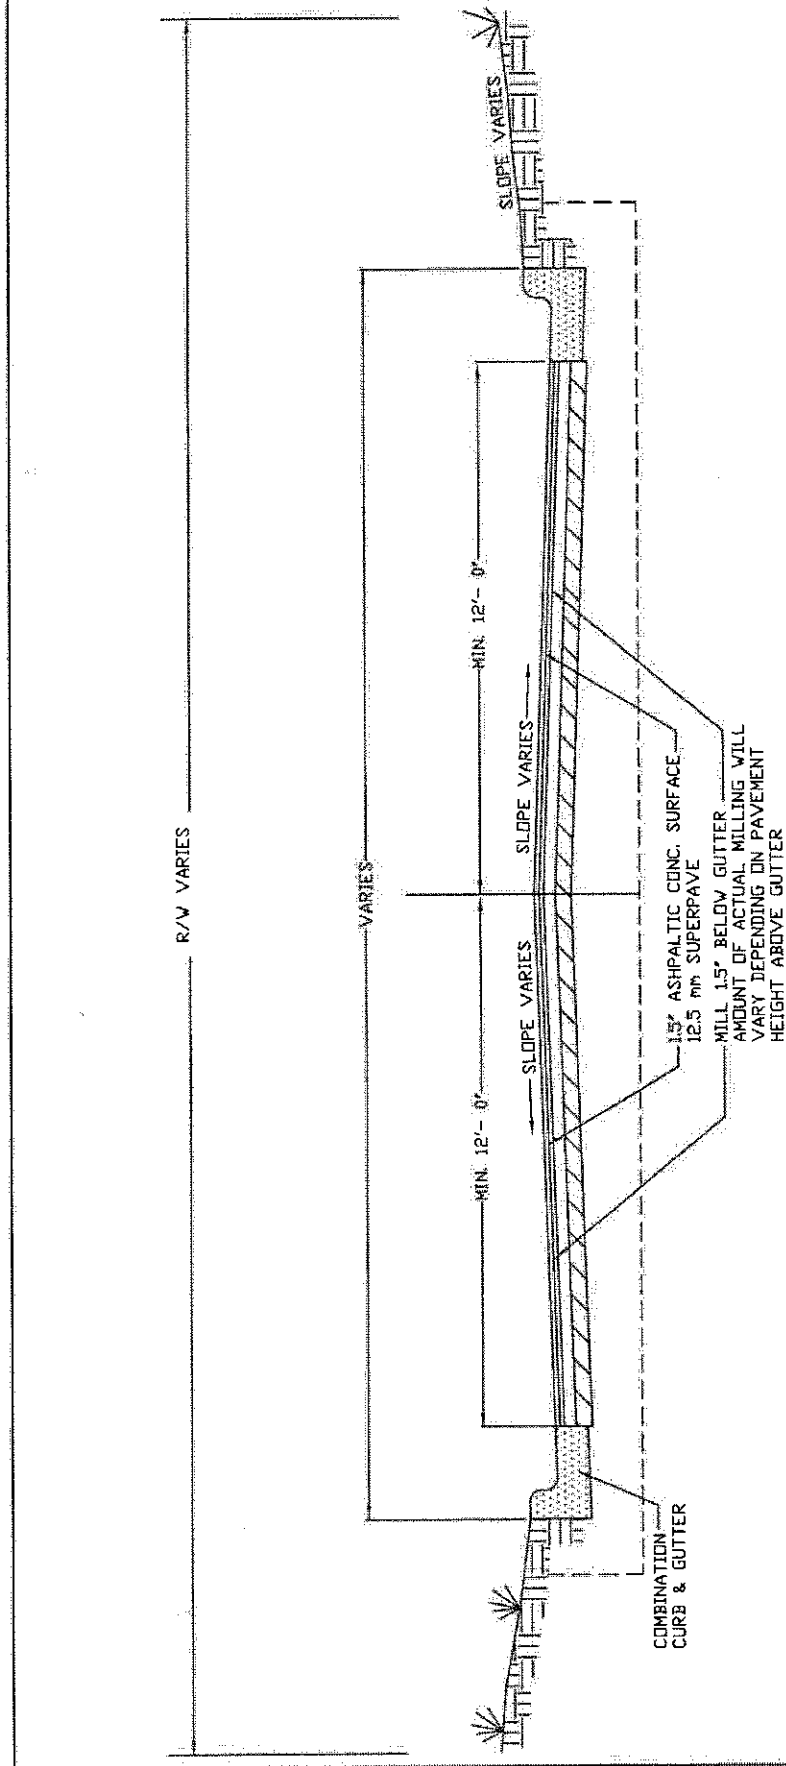 R/W VARIES
VARIES
MIN. 12'- 0"
MIN. 12'- 0"
SLOPE VARIES
SLOPE VARIES
SLOPE VARIES
1.5" ASHPALTIC CONC. SURFACE
12.5 mm SUPERPAVE
MILL 1.5" BELOW GUTTER
AMOUNT OF ACTUAL MILLING WILL
VARY DEPENDING ON PAVEMENT
HEIGHT ABOVE GUTTER
COMBINATION
CURB & GUTTER